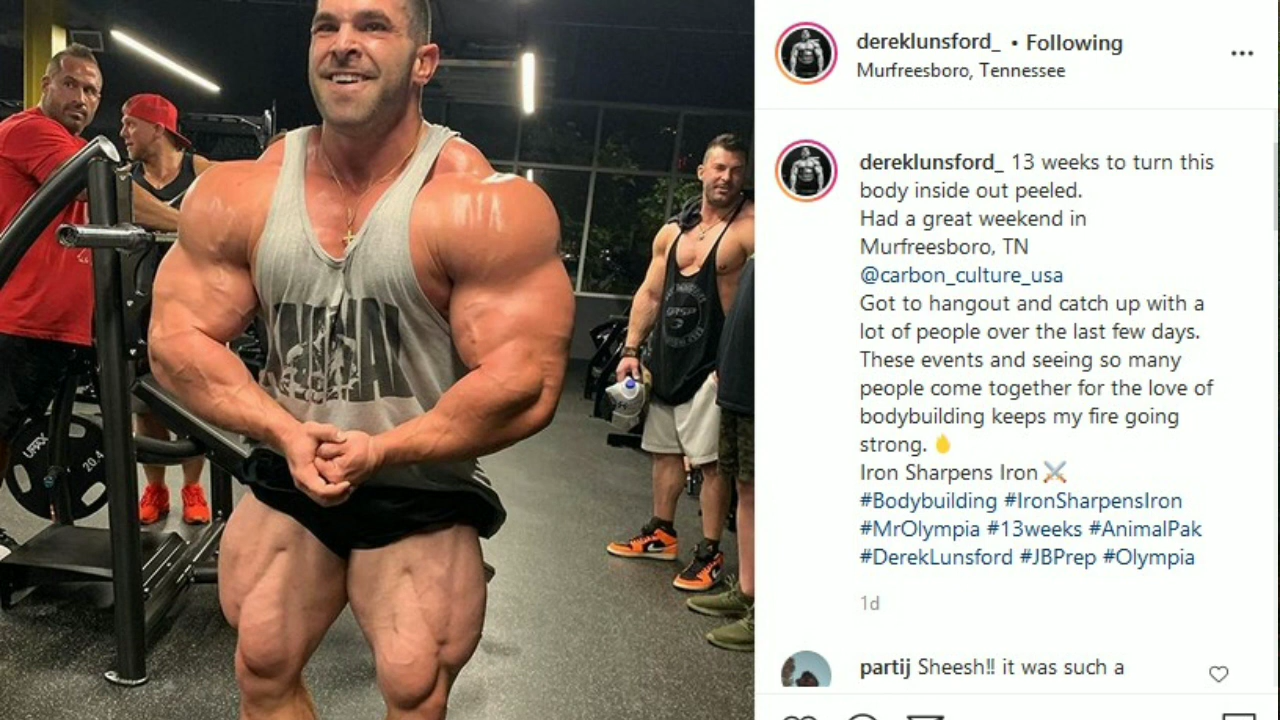 dereklunsford_ • Following
Murfreesboro, Tennessee
dereklunsford_ 13 weeks to turn this
body inside out peeled.
Had a great weekend in
Murfreesboro, TN
@carbon_culture_usa
Got to hangout and catch up with a
lot of people over the last few days.
These events and seeing so many
people come together for the love of
bodybuilding keeps my fire going
strong. 🔥
Iron Sharpens Iron ⚔️
#Bodybuilding #IronSharpensIron
#MrOlympia #13weeks #AnimalPak
#DerekLunsford #JBPrep #Olympia
1d
partij Sheesh!! it was such a
ANIMAL
20.4